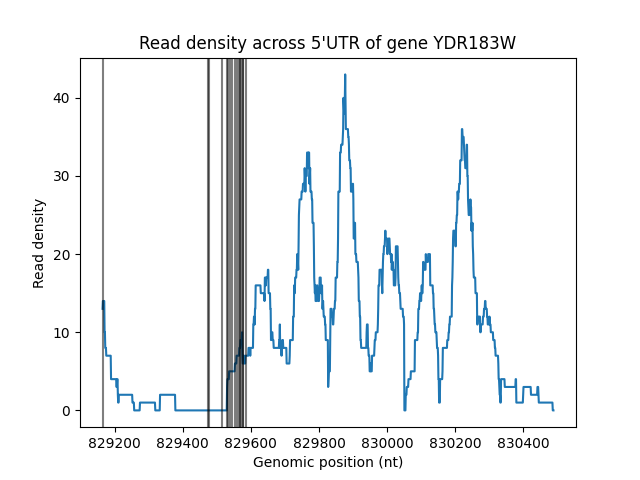 Read density across 5'UTR of gene YDR183W
Read density
40
30
20
10
0
829200 829400 829600 829800 830000 830200 830400
Genomic position (nt)